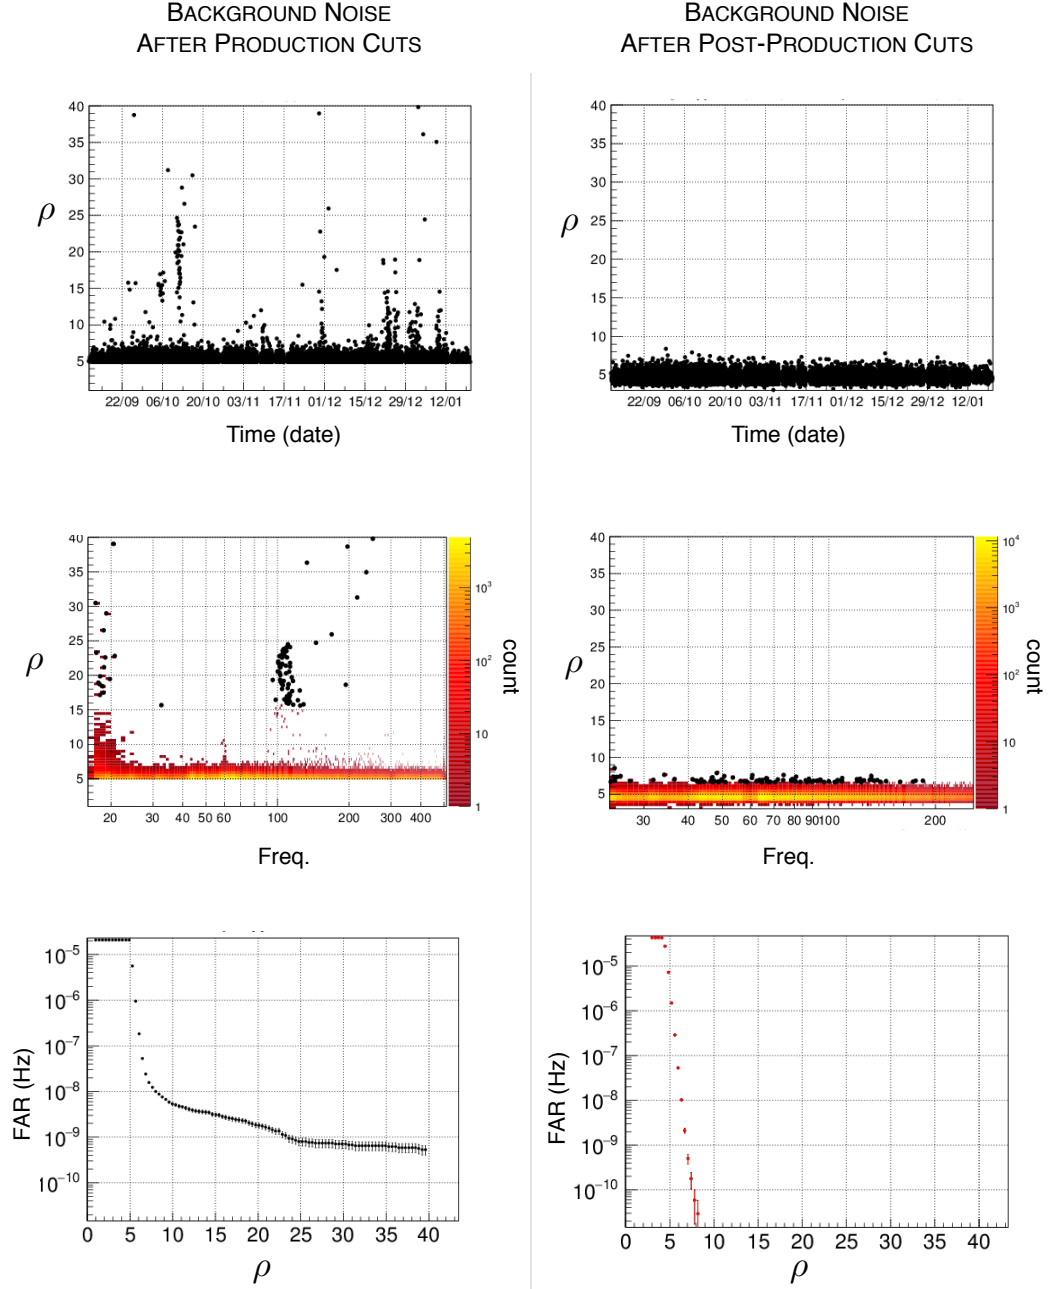 BACKGROUND NOISE
AFTER PRODUCTION CUTS
BACKGROUND NOISE
AFTER POST-PRODUCTION CUTS
40
35
30
25
20
15
10
5
ρ
22/09 06/10 20/10 03/11 17/11 01/12 15/12 29/12 12/01
Time (date)
40
35
30
25
20
15
10
5
ρ
22/09 06/10 20/10 03/11 17/11 01/12 15/12 29/12 12/01
Time (date)
40
35
30
25
20
15
10
5
ρ
20 30 40 50 60 100 200 300 400
Freq.
10³
10²
10
1
count
40
35
30
25
20
15
10
5
ρ
30 40 50 60 70 80 90 100 200
Freq.
10⁴
10³
10²
10
1
count
10⁻⁵
10⁻⁶
10⁻⁷
10⁻⁸
10⁻⁹
10⁻¹⁰
FAR (Hz)
0 5 10 15 20 25 30 35 40
ρ
10⁻⁵
10⁻⁶
10⁻⁷
10⁻⁸
10⁻⁹
10⁻¹⁰
FAR (Hz)
0 5 10 15 20 25 30 35 40
ρ